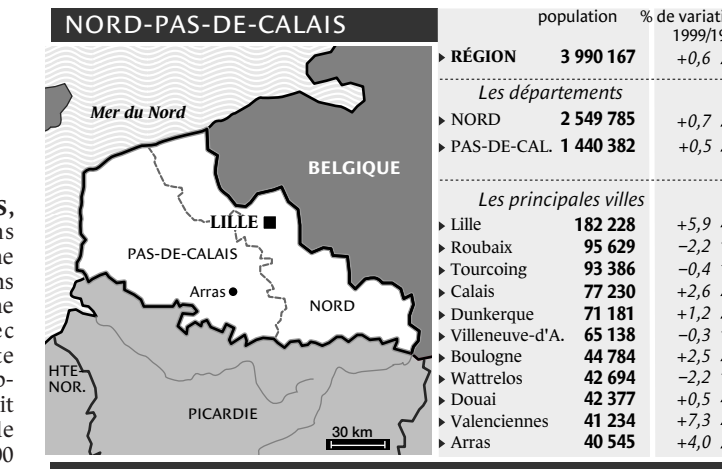 NORD-PAS-DE-CALAIS
Mer du Nord
BELGIQUE
LILLE
PAS-DE-CALAIS
Arras
NORD
HTE-
NOR.
PICARDIE
30 km
population % de
1999/
RÉGION 3 990 167 +0,6
Les départements
NORD 2 549 785 +0,7
PAS-DE-CAL. 1 440 382 +0,5
Les principales villes
Lille 182 228 +5,9
Roubaix 95 629 –2,2
Tourcoing 93 386 –0,4
Calais 77 230 +2,6
Dunkerque 71 181 +1,2
Villeneuve-d'A. 65 138 –0,3
Boulogne 44 784 +2,5
Wattrelos 42 694 –2,2
Douai 42 377 +0,5
Valenciennes 41 234 +7,3
Arras 40 545 +4,0